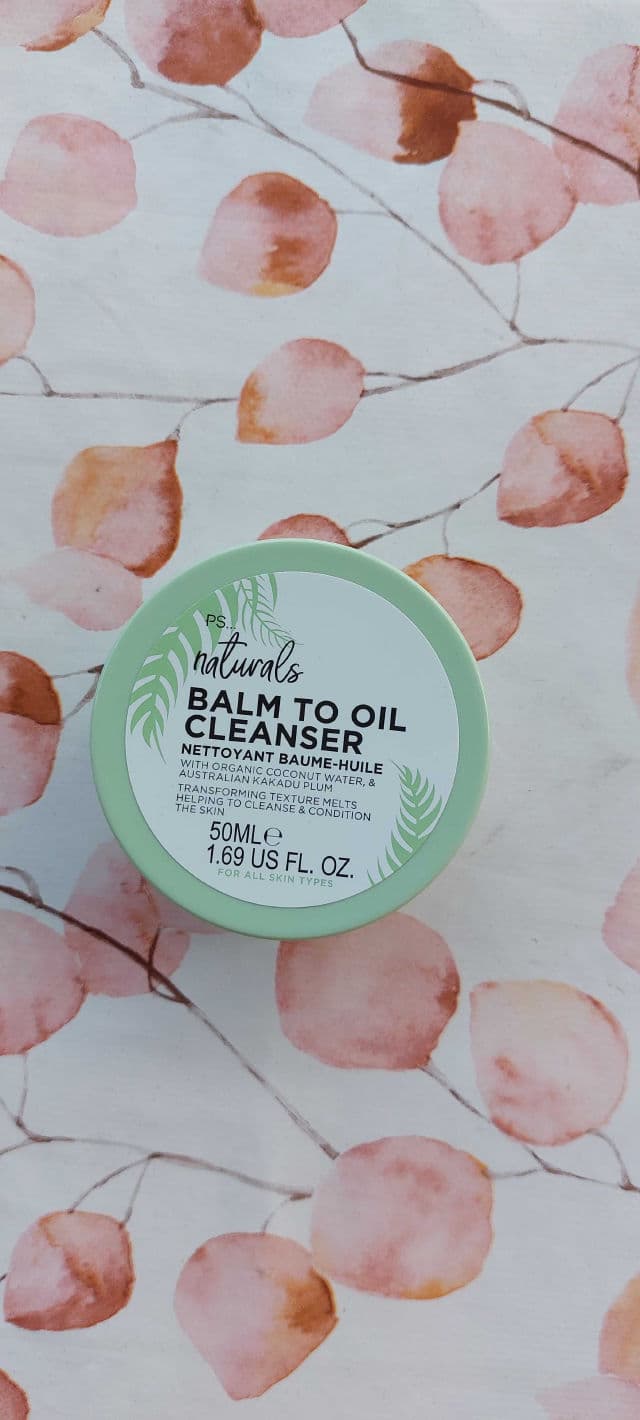 PS...
naturals
BALM TO OIL
CLEANSER
NETTOYANT BAUME-HUILE
WITH ORGANIC COCONUT WATER, &
AUSTRALIAN KAKADU PLUM
TRANSFORMING TEXTURE MELTS
HELPING TO CLEANSE & CONDITION
THE SKIN
50ML℮
1.69 US FL. OZ.
FOR ALL SKIN TYPES